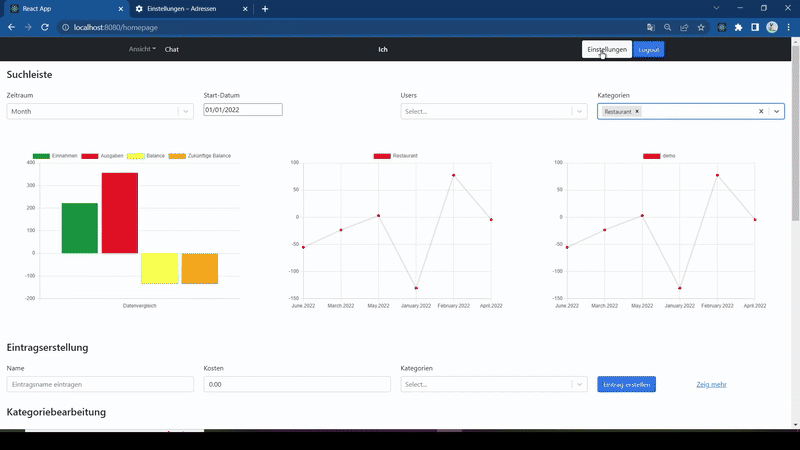 React App
Einstellungen – Adressen
localhost:8080/homepage
Ansicht Chat Ich Einstellungen Logout
Suchleiste
Zeitraum Start-Datum Users Kategorien
Month 01/01/2022 Select... Restaurant
Einnahmen Ausgaben Balance Zukünftige Balance
400
300
200
100
0
-100
-200
Datenvergleich
Restaurant
100
50
0
-50
-100
-150
June 2022 March 2022 May 2022 January 2022 February 2022 April 2022
demo
100
50
0
-50
-100
-150
June 2022 March 2022 May 2022 January 2022 February 2022 April 2022
Eintragserstellung
Name Kosten Kategorien
Eintragsname eintragen 0.00 Select... Eintrag erstellen Zeig mehr
Kategoriebearbeitung